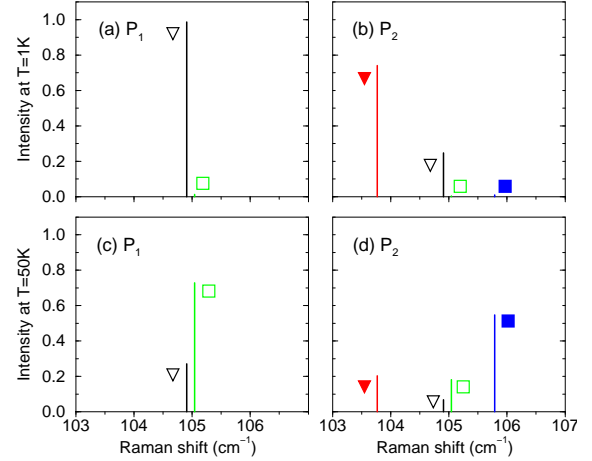 (a) P1
(b) P2
Intensity at T=1K
1.0
0.8
0.6
0.4
0.2
0.0
(c) P1
(d) P2
Intensity at T=50K
1.0
0.8
0.6
0.4
0.2
0.0
103 104 105 106 103 104 105 106 107
Raman shift (cm⁻¹) Raman shift (cm⁻¹)